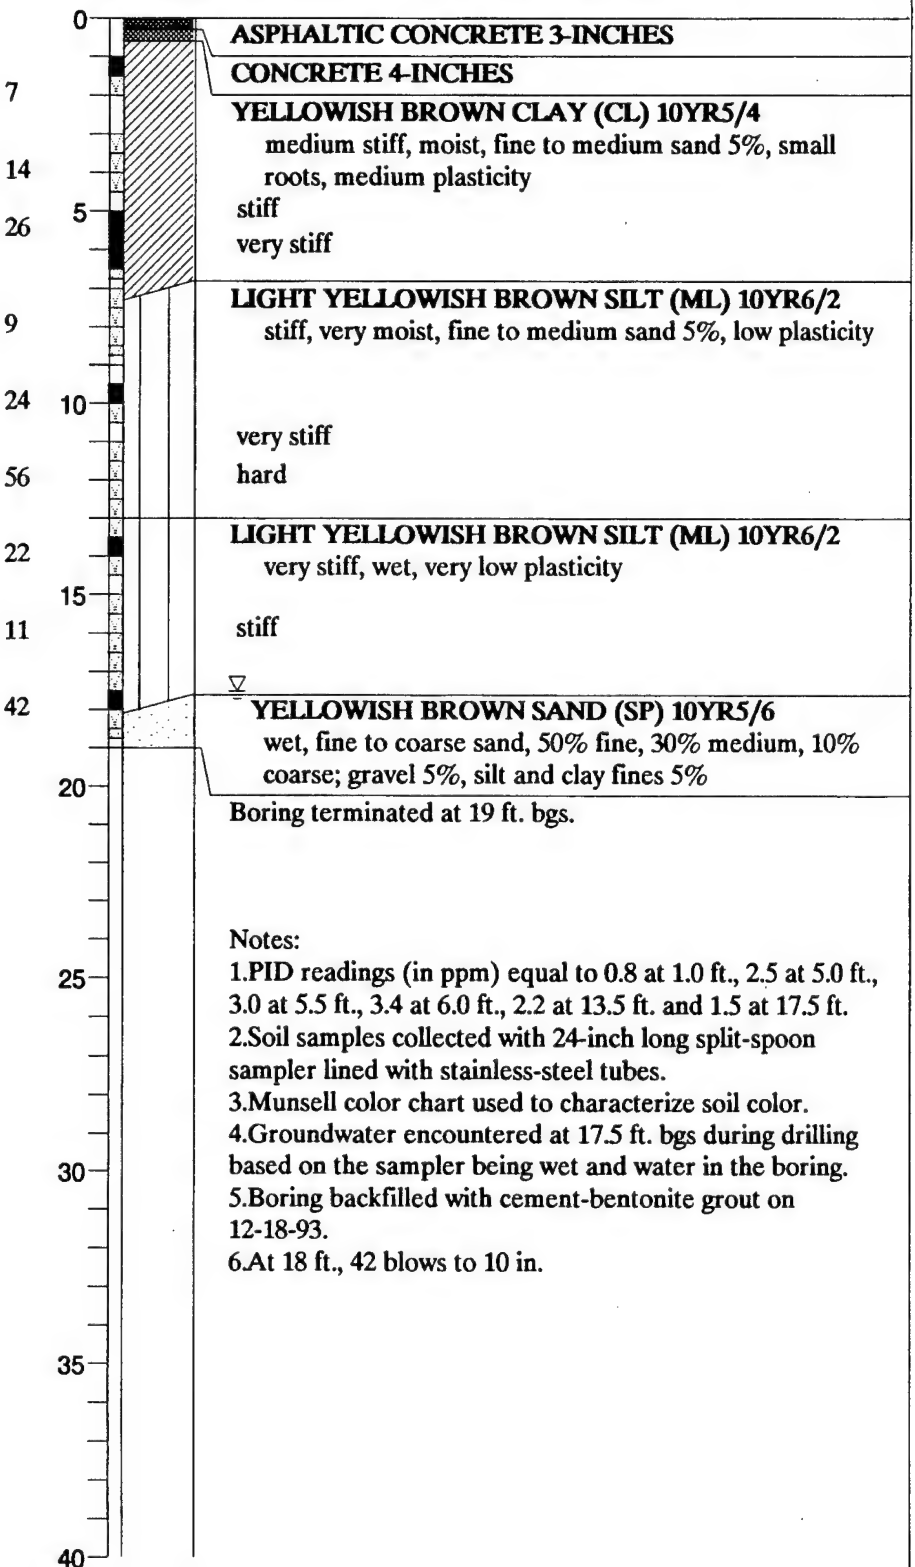 0
ASPHALTIC CONCRETE 3-INCHES
CONCRETE 4-INCHES
7
YELLOWISH BROWN CLAY (CL) 10YR5/4
medium stiff, moist, fine to medium sand 5%, small
14
roots, medium plasticity
5
stiff
26
very stiff
LIGHT YELLOWISH BROWN SILT (ML) 10YR6/2
9
stiff, very moist, fine to medium sand 5%, low plasticity
24
10
very stiff
56
hard
LIGHT YELLOWISH BROWN SILT (ML) 10YR6/2
22
very stiff, wet, very low plasticity
15
11
stiff
42
YELLOWISH BROWN SAND (SP) 10YR5/6
wet, fine to coarse sand, 50% fine, 30% medium, 10%
coarse; gravel 5%, silt and clay fines 5%
20
Boring terminated at 19 ft. bgs.
Notes:
25
1.PID readings (in ppm) equal to 0.8 at 1.0 ft., 2.5 at 5.0 ft.,
3.0 at 5.5 ft., 3.4 at 6.0 ft., 2.2 at 13.5 ft. and 1.5 at 17.5 ft.
2.Soil samples collected with 24-inch long split-spoon
sampler lined with stainless-steel tubes.
3.Munsell color chart used to characterize soil color.
4.Groundwater encountered at 17.5 ft. bgs during drilling
30
based on the sampler being wet and water in the boring.
5.Boring backfilled with cement-bentonite grout on
12-18-93.
6.At 18 ft., 42 blows to 10 in.
35
40